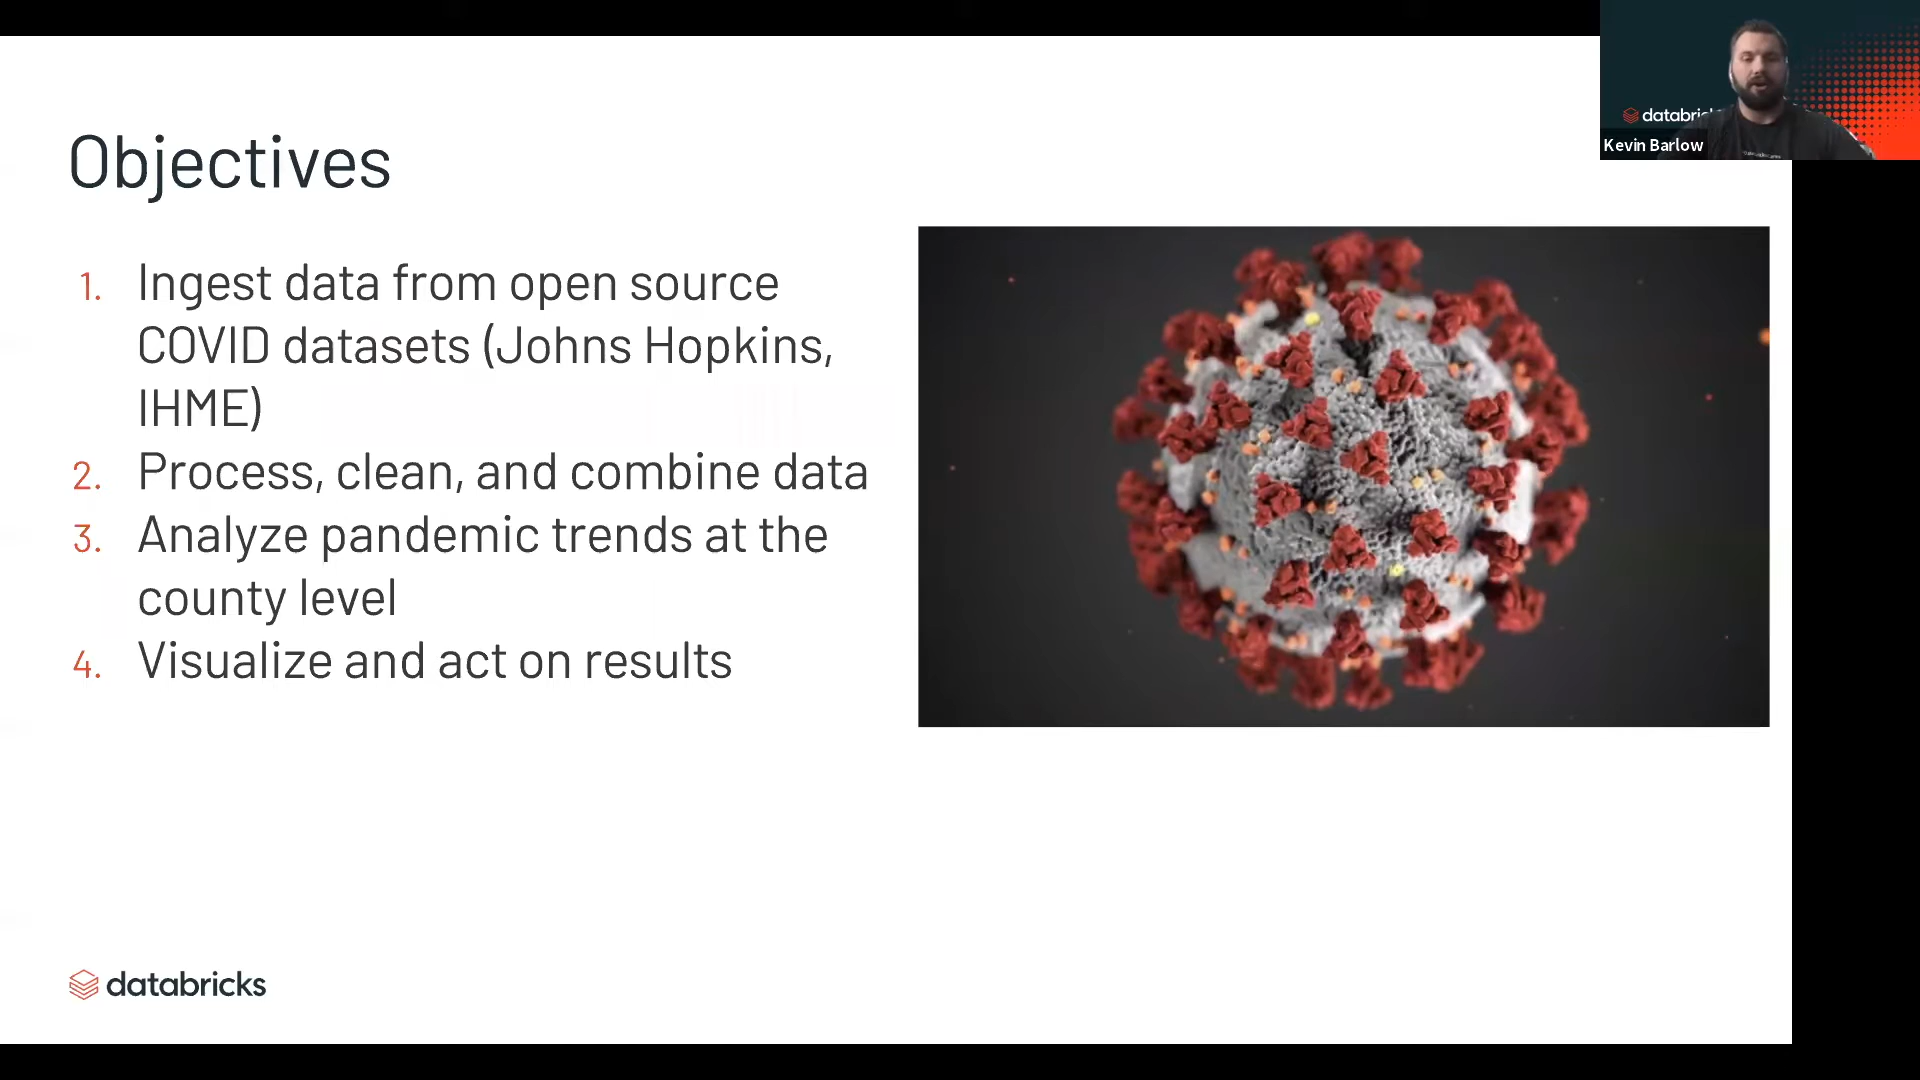 Objectives
1. Ingest data from open source
COVID datasets (Johns Hopkins,
IHME)
2. Process, clean, and combine data
3. Analyze pandemic trends at the
county level
4. Visualize and act on results
databricks
Kevin Barlow